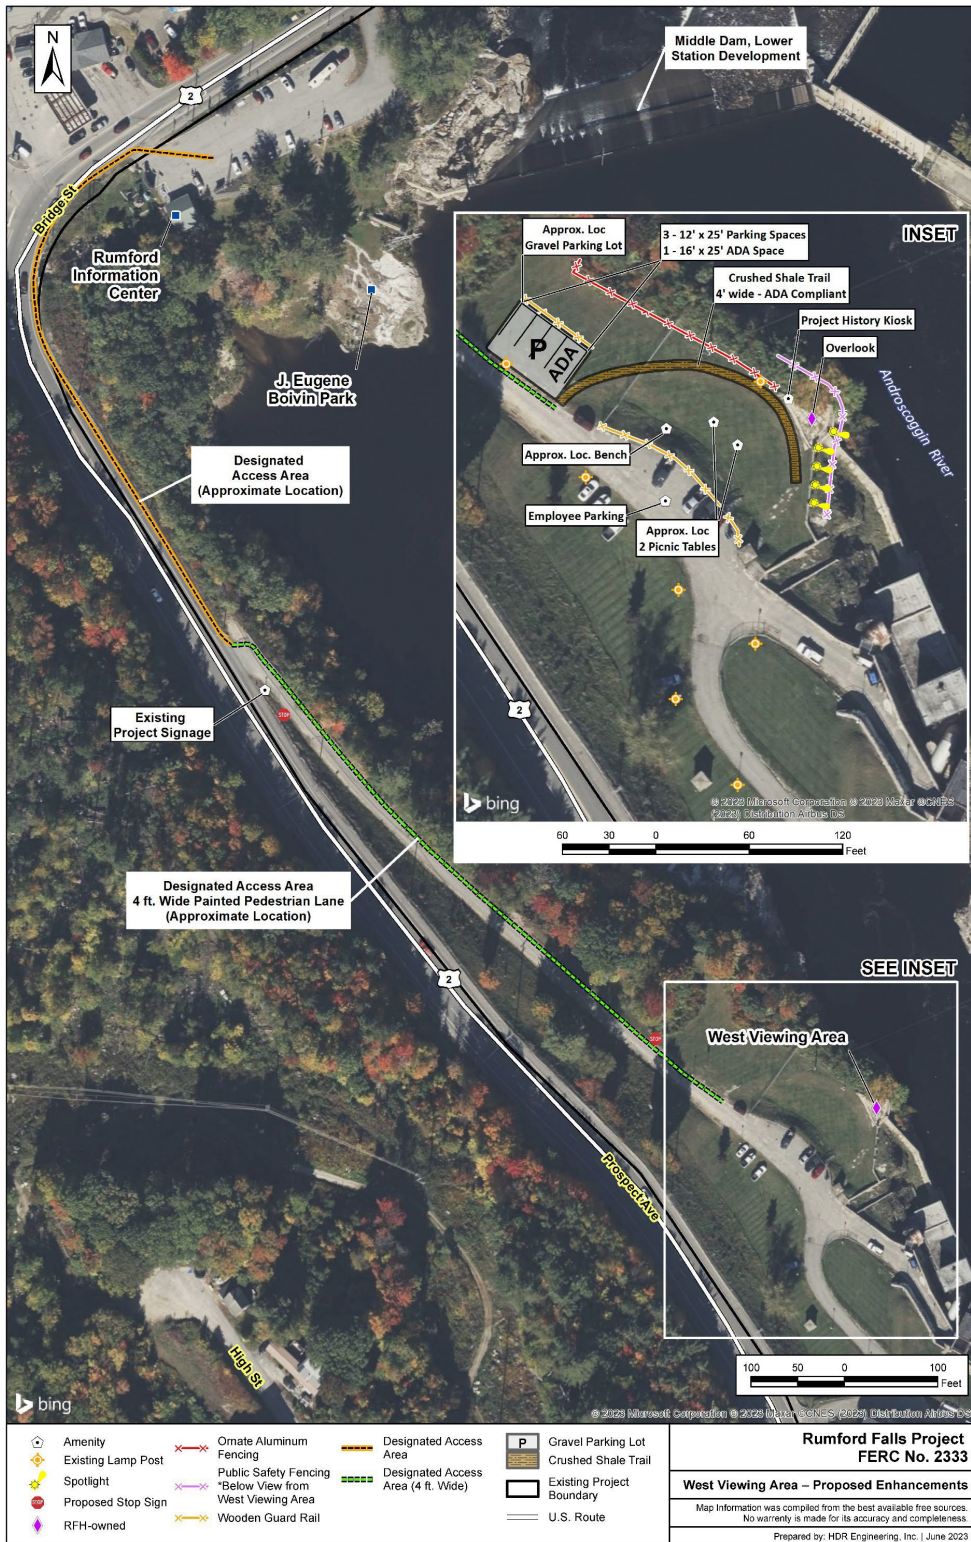 N
Middle Dam, Lower
Station Development
2
Bridge St
Rumford
Information
Center
J. Eugene
Boivin Park
Designated
Access Area
(Approximate Location)
INSET
Approx. Loc
Gravel Parking Lot
3 - 12' x 25' Parking Spaces
1 - 16' x 25' ADA Space
Crushed Shale Trail
4' wide - ADA Compliant
Project History Kiosk
Overlook
P
ADA
Androscoggin River
Approx. Loc. Bench
Employee Parking
Approx. Loc
2 Picnic Tables
2
bing
© 2023 Microsoft Corporation © 2023 Maxar ©CNES
(2023) Distribution Airbus DS
60 30 0 60 120
Feet
Existing
Project Signage
STOP
Designated Access Area
4 ft. Wide Painted Pedestrian Lane
(Approximate Location)
2
SEE INSET
West Viewing Area
STOP
Prospect Ave
High St
100 50 0 100
Feet
bing
© 2023 Microsoft Corporation © 2023 Maxar ©CNES (2023) Distribution Airbus DS
Amenity
Existing Lamp Post
Spotlight
STOP
Proposed Stop Sign
RFH-owned
Ornate Aluminum
Fencing
Public Safety Fencing
*Below View from
West Viewing Area
Wooden Guard Rail
Designated Access
Area
Designated Access
Area (4 ft. Wide)
P
Gravel Parking Lot
Crushed Shale Trail
Existing Project
Boundary
U.S. Route
Rumford Falls Project
FERC No. 2333
West Viewing Area – Proposed Enhancements
Map Information was compiled from the best available free sources.
No warrenty is made for its accuracy and completeness.
Prepared by: HDR Engineering, Inc. | June 2023